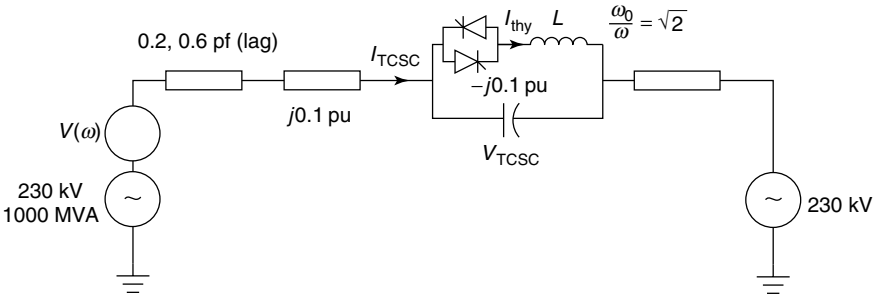 0.2, 0.6 pf (lag)
I_TCSC
I_thy
L
ω₀/ω = √2
−j0.1 pu
j0.1 pu
V(ω)
V_TCSC
230 kV
1000 MVA
~
~
230 kV